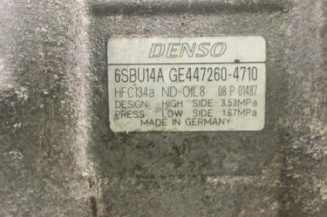 DENSO
6SBU14A GE447260-4710
HFC134a ND-OIL8 08 P 01487
DESIGN HIGH SIDE 3.53MPa
PRESS LOW SIDE 1.67MPa
MADE IN GERMANY